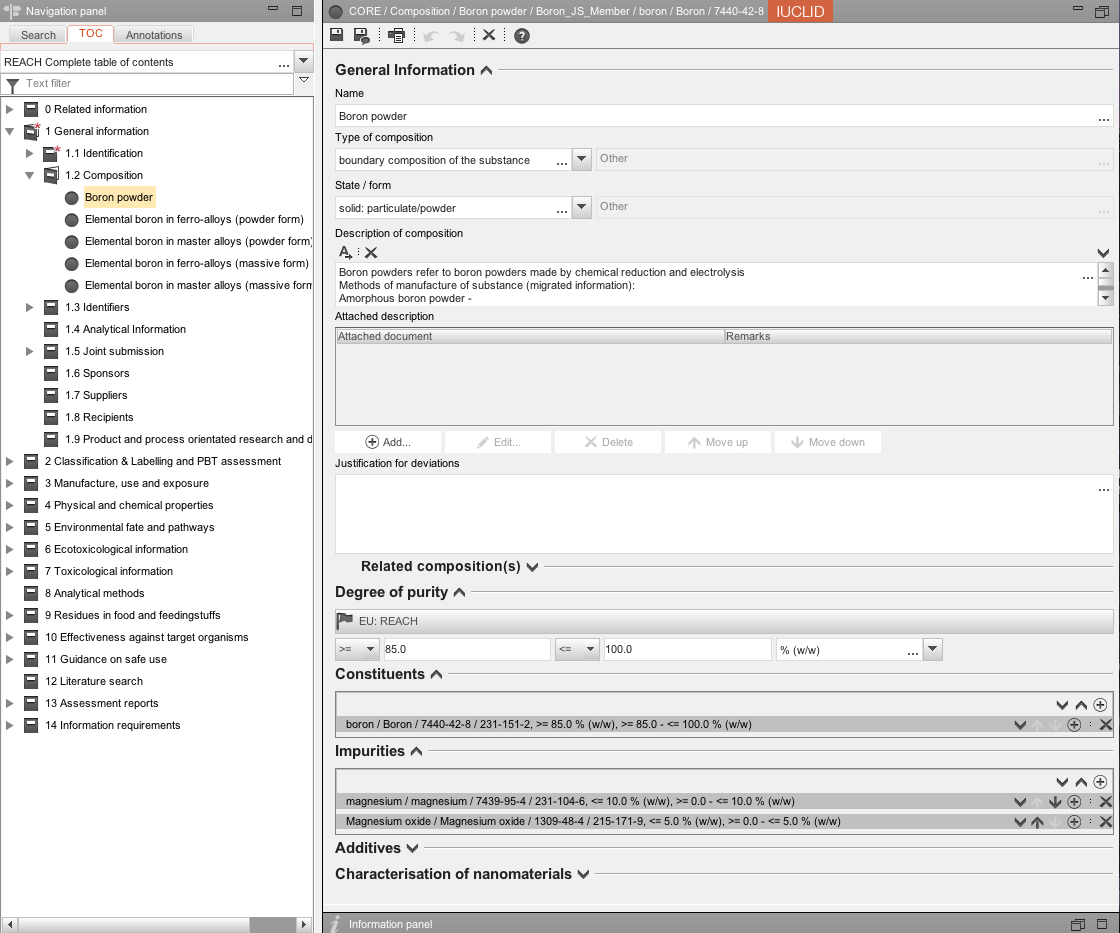 Navigation panel
Search TOC Annotations
REACH Complete table of contents ...
Text filter
0 Related information
1 General information
1.1 Identification
1.2 Composition
Boron powder
Elemental boron in ferro-alloys (powder form)
Elemental boron in master alloys (powder form)
Elemental boron in ferro-alloys (massive form)
Elemental boron in master alloys (massive form
1.3 Identifiers
1.4 Analytical Information
1.5 Joint submission
1.6 Sponsors
1.7 Suppliers
1.8 Recipients
1.9 Product and process orientated research and d
2 Classification & Labelling and PBT assessment
3 Manufacture, use and exposure
4 Physical and chemical properties
5 Environmental fate and pathways
6 Ecotoxicological information
7 Toxicological information
8 Analytical methods
9 Residues in food and feedingstuffs
10 Effectiveness against target organisms
11 Guidance on safe use
12 Literature search
13 Assessment reports
14 Information requirements
CORE / Composition / Boron powder / Boron_JS_Member / boron / Boron / 7440-42-8 IUCLID
General Information
Name
Boron powder ...
Type of composition
boundary composition of the substance ... Other ...
State / form
solid: particulate/powder ... Other ...
Description of composition
Boron powders refer to boron powders made by chemical reduction and electrolysis ...
Methods of manufacture of substance (migrated information):
Amorphous boron powder -
Attached description
Attached document Remarks
Add... Edit... Delete Move up Move down
Justification for deviations
...
Related composition(s)
Degree of purity
EU: REACH
>= 85.0 <= 100.0 % (w/w) ...
Constituents
boron / Boron / 7440-42-8 / 231-151-2, >= 85.0 % (w/w), >= 85.0 - <= 100.0 % (w/w)
Impurities
magnesium / magnesium / 7439-95-4 / 231-104-6, <= 10.0 % (w/w), >= 0.0 - <= 10.0 % (w/w)
Magnesium oxide / Magnesium oxide / 1309-48-4 / 215-171-9, <= 5.0 % (w/w), >= 0.0 - <= 5.0 % (w/w)
Additives
Characterisation of nanomaterials
Information panel